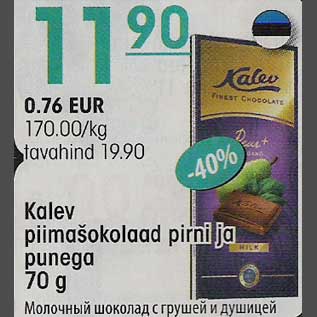 11 90
0.76 EUR
170.00/kg
tavahind 19.90
-40%
Kalev
FINEST CHOCOLATE
Pear+
MILK
Kalev
piimašokolaad pirni ja
punega
70 g
Молочный шоколад с грушей и душицей